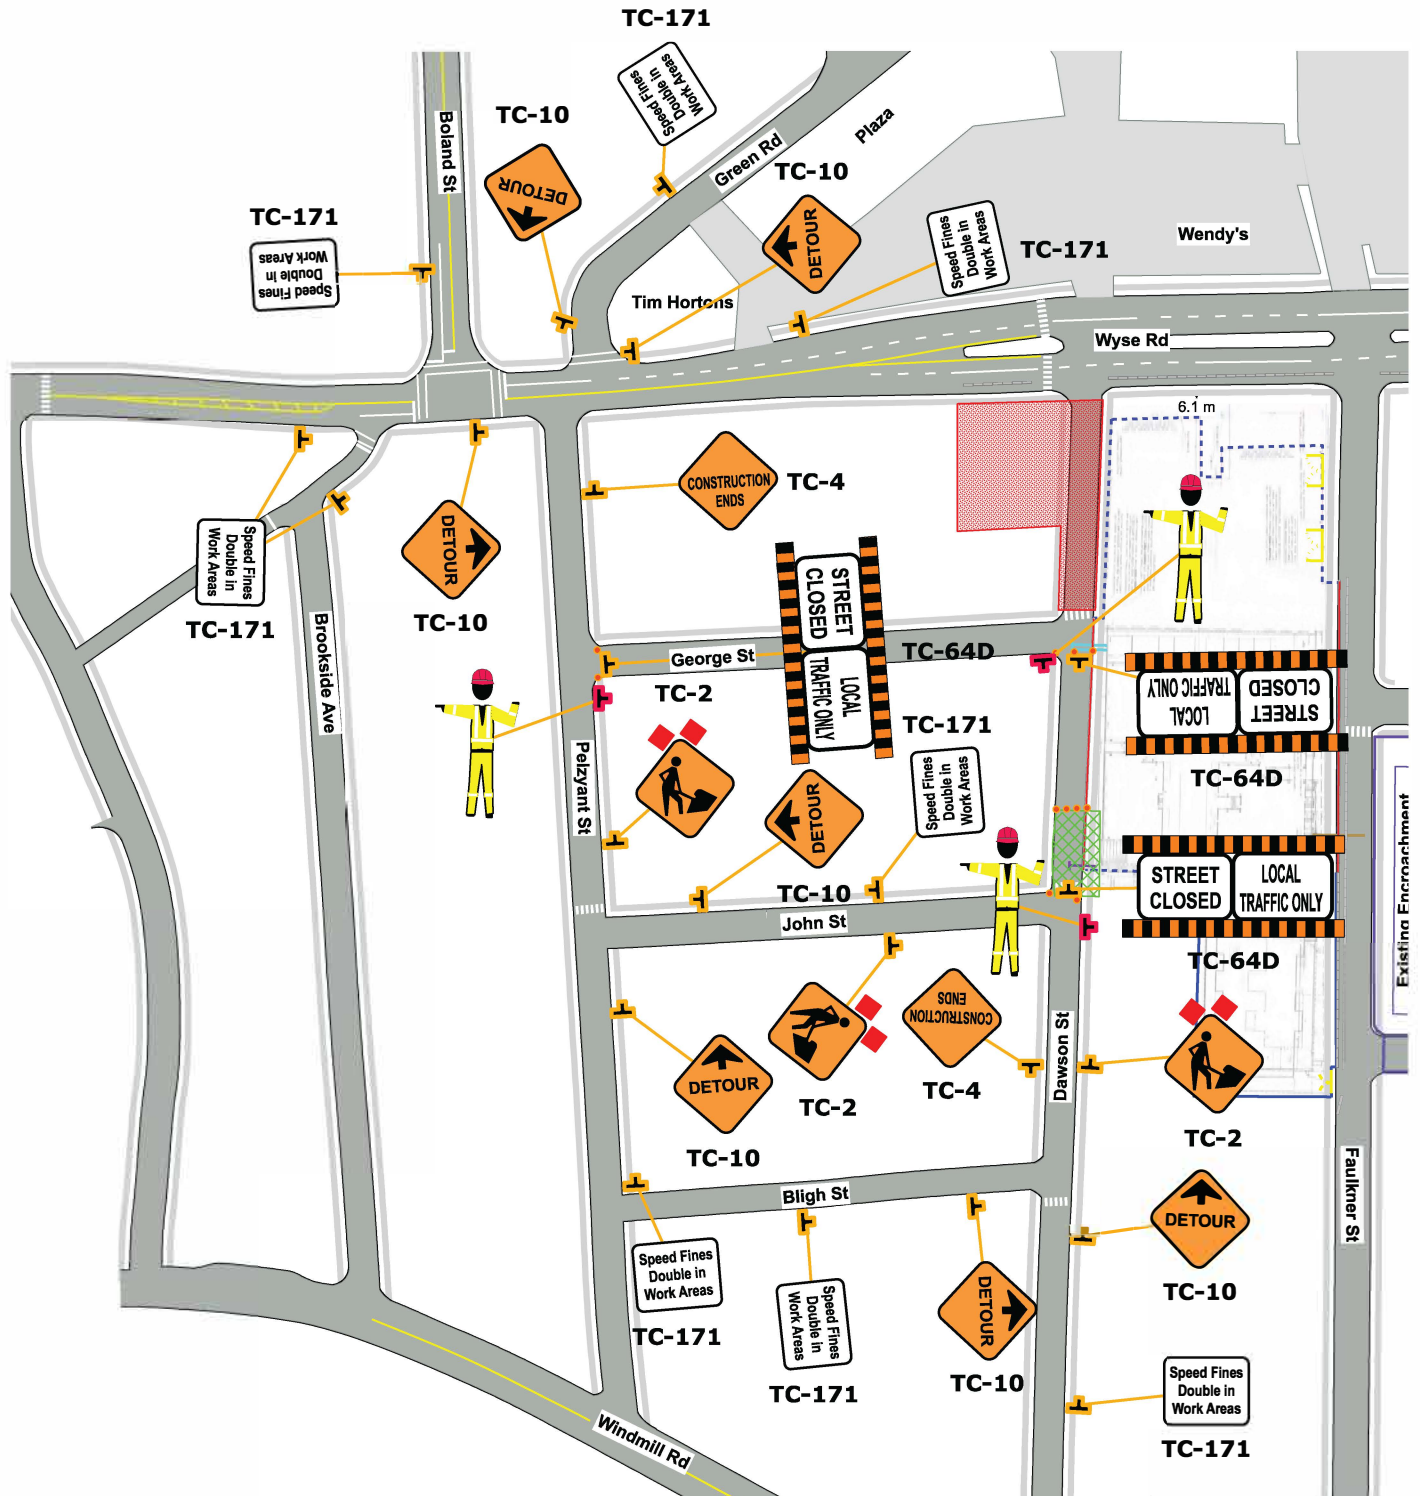 TC-171
Speed Fines
Double in
Work Areas
TC-10
DETOUR
Boland St
Green Rd
Plaza
TC-10
DETOUR
TC-171
Speed Fines
Double in
Work Areas
TC-171
Speed Fines
Double in
Work Areas
Wendy's
Tim Hortons
Wyse Rd
6.1 m
CONSTRUCTION
ENDS
TC-4
DETOUR
TC-10
Speed Fines
Double in
Work Areas
TC-171
Brookside Ave
STREET
CLOSED
LOCAL
TRAFFIC ONLY
TC-64D
George St
TC-2
LOCAL
TRAFFIC ONLY
STREET
CLOSED
TC-64D
TC-171
Speed Fines
Double in
Work Areas
Pelzyant St
DETOUR
TC-10
John St
STREET
CLOSED
LOCAL
TRAFFIC ONLY
TC-64D
Existing Encroachment
DETOUR
TC-10
TC-2
CONSTRUCTION
ENDS
TC-4
Dawson St
TC-2
Faulkner St
Bligh St
DETOUR
TC-10
Speed Fines
Double in
Work Areas
TC-171
Speed Fines
Double in
Work Areas
TC-171
DETOUR
TC-10
Speed Fines
Double in
Work Areas
TC-171
Windmill Rd